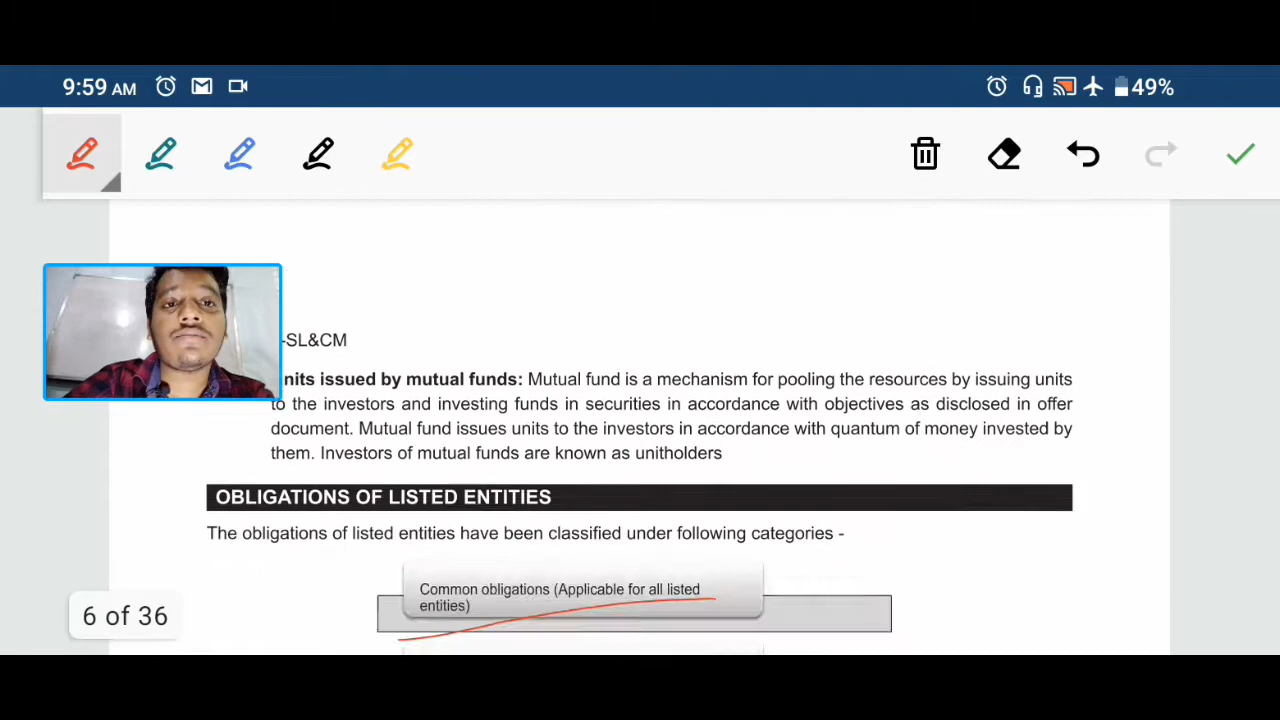 9:59 AM
49%
-SL&CM
nits issued by mutual funds: Mutual fund is a mechanism for pooling the resources by issuing units
to the investors and investing funds in securities in accordance with objectives as disclosed in offer
document. Mutual fund issues units to the investors in accordance with quantum of money invested by
them. Investors of mutual funds are known as unitholders
OBLIGATIONS OF LISTED ENTITIES
The obligations of listed entities have been classified under following categories -
Common obligations (Applicable for all listed
entities)
6 of 36